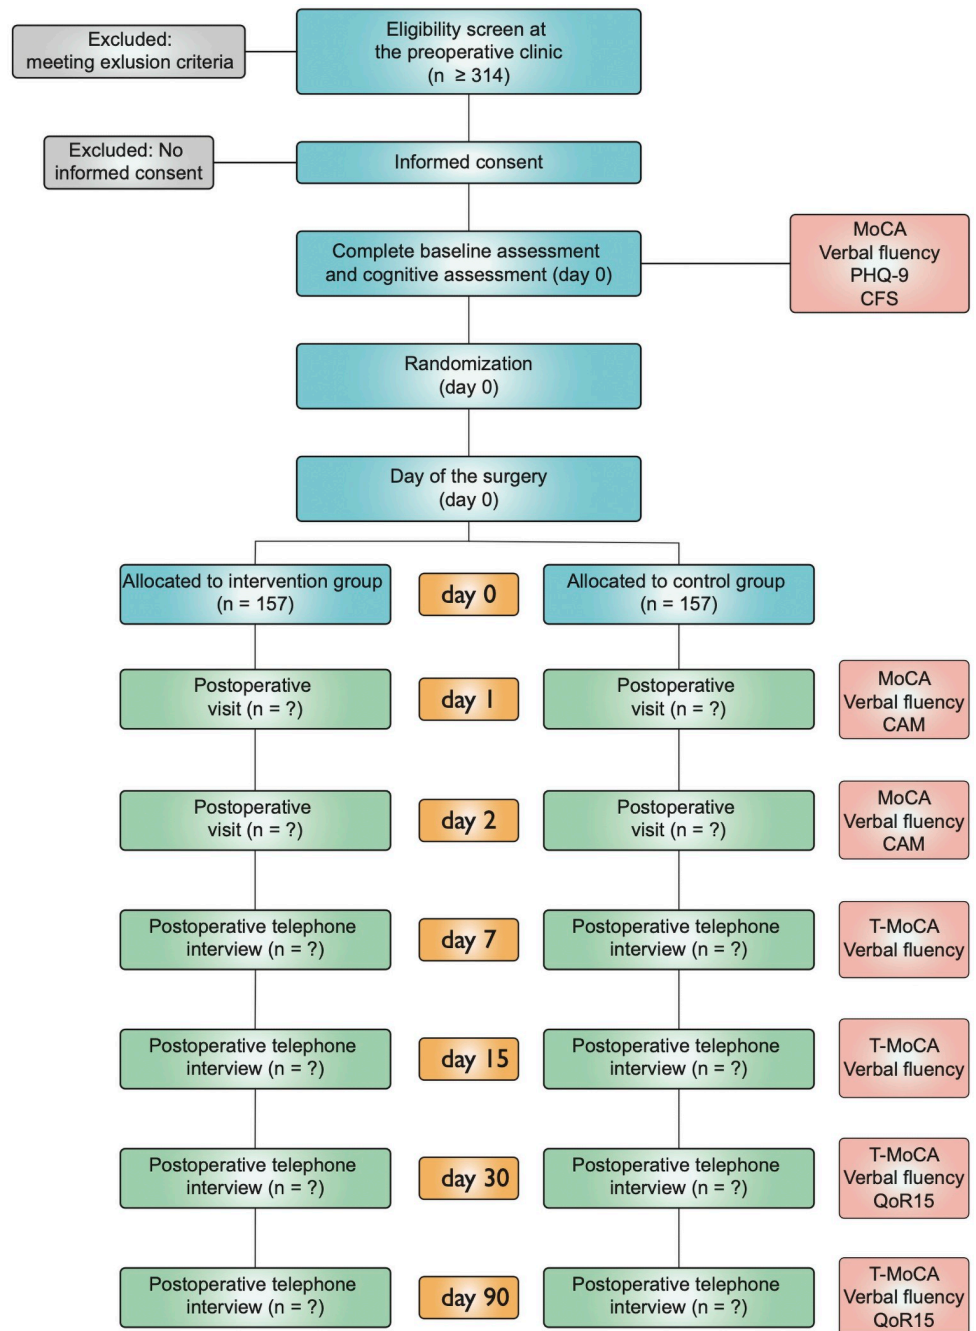 Eligibility screen at
the preoperative clinic
(n ≥ 314)
Excluded:
meeting exlusion criteria
Informed consent
Excluded: No
informed consent
Complete baseline assessment
and cognitive assessment (day 0)
MoCA
Verbal fluency
PHQ-9
CFS
Randomization
(day 0)
Day of the surgery
(day 0)
Allocated to intervention group
(n = 157)
day 0
Allocated to control group
(n = 157)
Postoperative
visit (n = ?)
day 1
Postoperative
visit (n = ?)
MoCA
Verbal fluency
CAM
Postoperative
visit (n = ?)
day 2
Postoperative
visit (n = ?)
MoCA
Verbal fluency
CAM
Postoperative telephone
interview (n = ?)
day 7
Postoperative telephone
interview (n = ?)
T-MoCA
Verbal fluency
Postoperative telephone
interview (n = ?)
day 15
Postoperative telephone
interview (n = ?)
T-MoCA
Verbal fluency
Postoperative telephone
interview (n = ?)
day 30
Postoperative telephone
interview (n = ?)
T-MoCA
Verbal fluency
QoR15
Postoperative telephone
interview (n = ?)
day 90
Postoperative telephone
interview (n = ?)
T-MoCA
Verbal fluency
QoR15